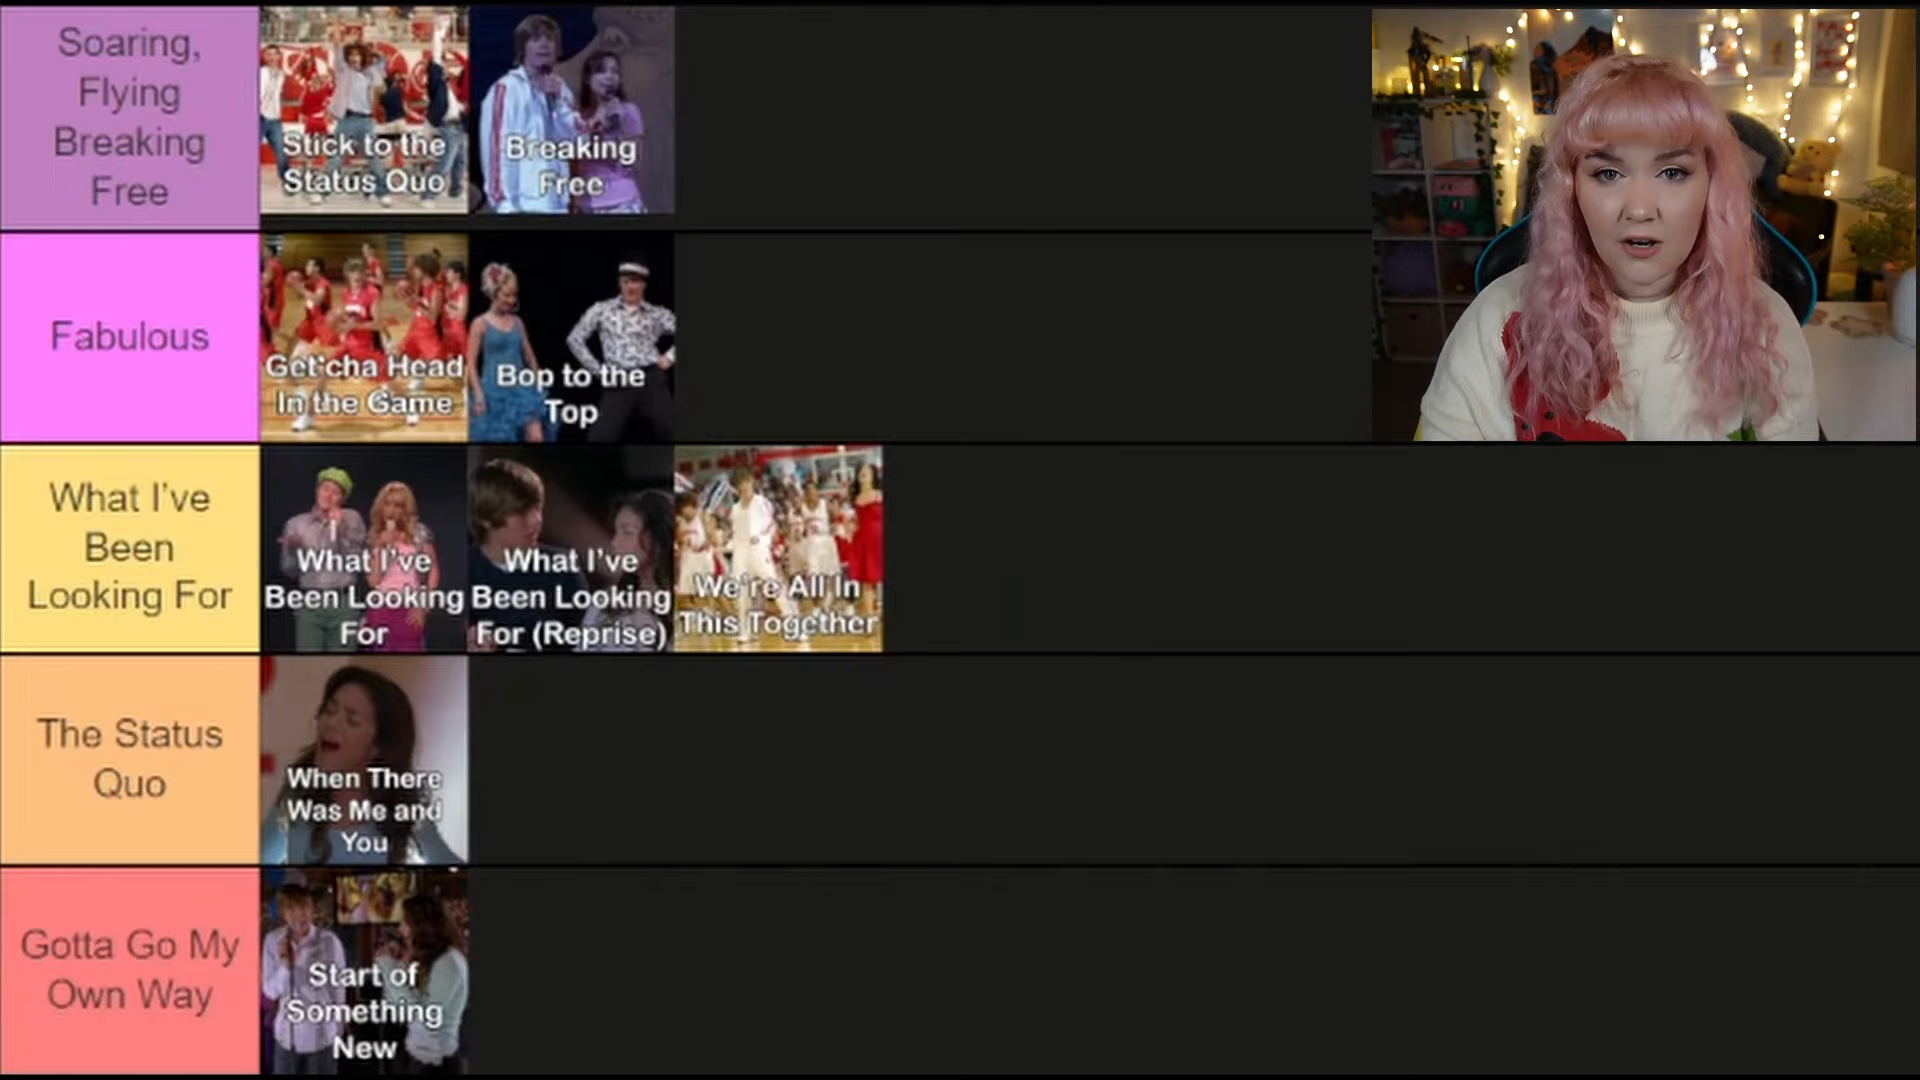 Soaring,
Flying
Breaking
Free
Stick to the
Status Quo
Breaking
Free
Fabulous
Get'cha Head
In the Game
Bop to the
Top
What I've
Been
Looking For
What I've
Been Looking
For
What I've
Been Looking
For (Reprise)
We're All In
This Together
The Status
Quo
When There
Was Me and
You
Gotta Go My
Own Way
Start of
Something
New